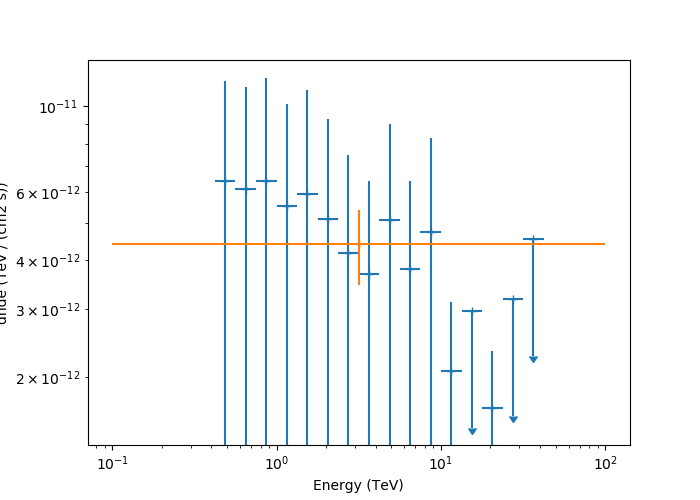 10⁻¹¹
6 × 10⁻¹²
4 × 10⁻¹²
3 × 10⁻¹²
2 × 10⁻¹²
(TeV / (cm2 s))
10⁻¹
10⁰
10¹
10²
Energy (TeV)